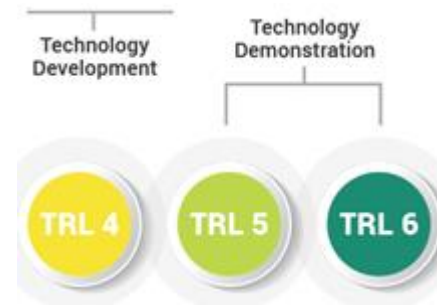 Technology
Development
Technology
Demonstration
TRL 4
TRL 5
TRL 6